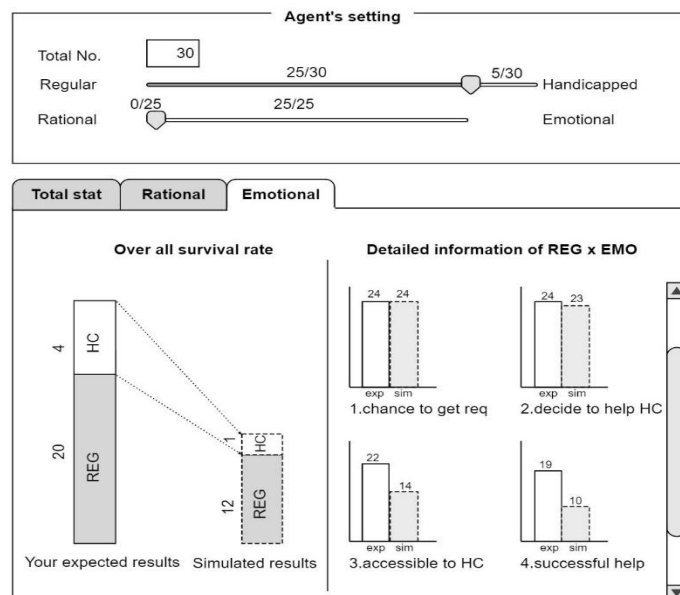 Agent's setting
Total No. 30
25/30 5/30
Regular Handicapped
0/25 25/25
Rational Emotional
Total stat Rational Emotional
Over all survival rate
4
HC
20
REG
1
HC
12
REG
Your expected results Simulated results
Detailed information of REG x EMO
24 24
exp sim
1.chance to get req
24 23
exp sim
2.decide to help HC
22 14
exp sim
3.accessible to HC
19 10
exp sim
4.successful help